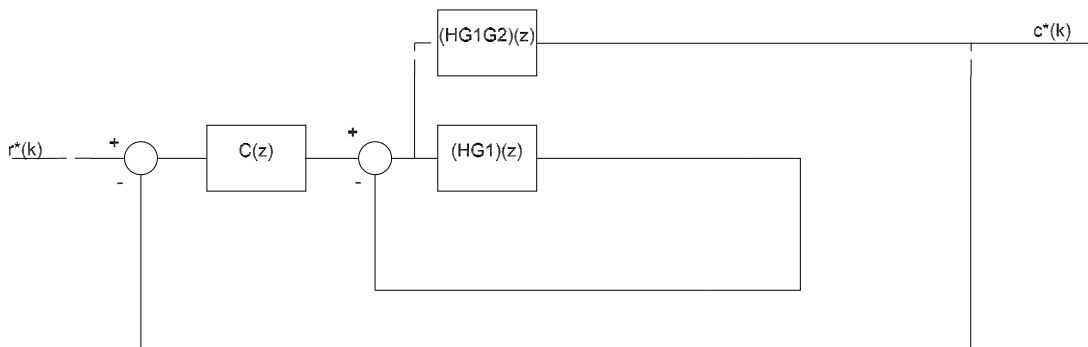 (HG1G2)(z)
c*(k)
+
+
r*(k)
C(z)
(HG1)(z)
-
-